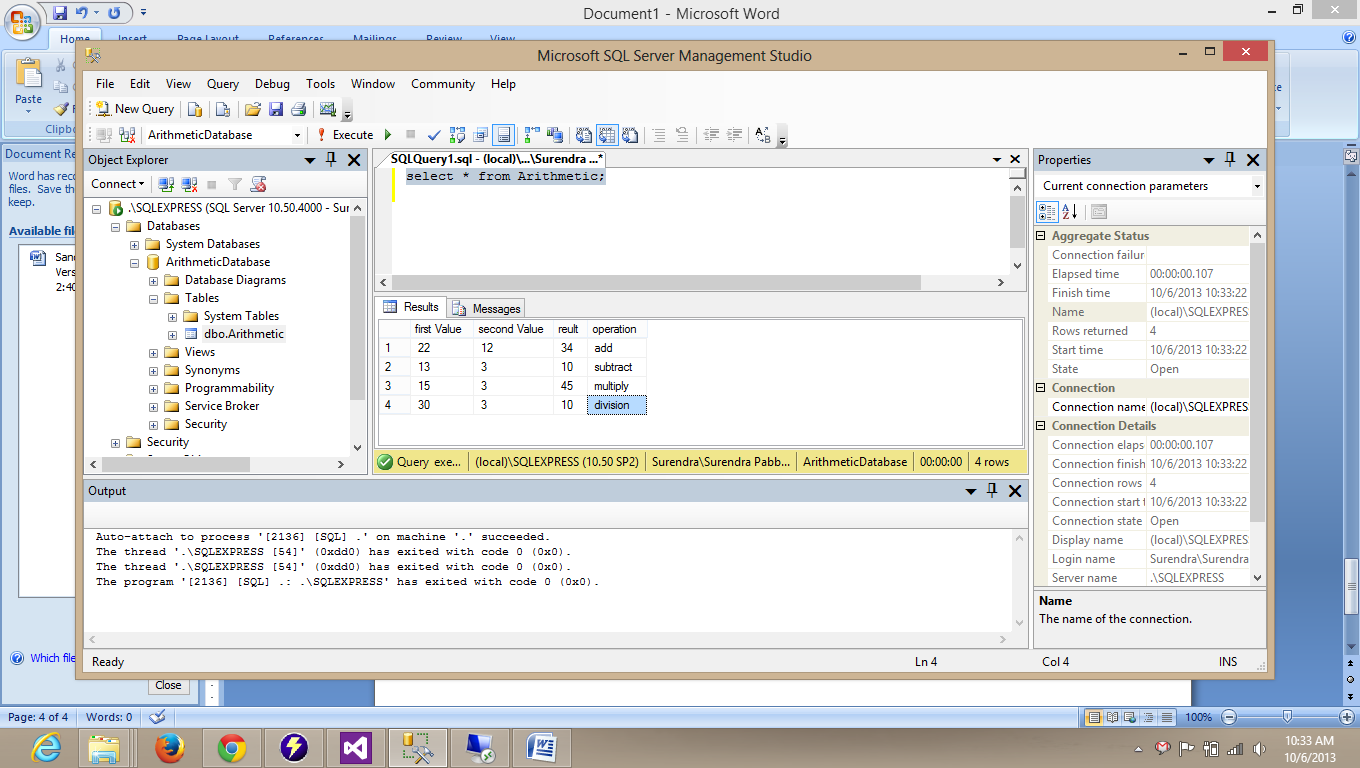 Document1 - Microsoft Word
Home Insert Page Layout References Mailings Review View
Paste
Clipb
Document Re
Word has reco
files. Save the
keep.
Available file
Sand
Vers
2:40
Which file
Close
Page: 4 of 4 Words: 0
100%
Microsoft SQL Server Management Studio
File Edit View Query Debug Tools Window Community Help
New Query
ArithmeticDatabase Execute
Object Explorer
Connect
.\SQLEXPRESS (SQL Server 10.50.4000 - Sur
Databases
System Databases
ArithmeticDatabase
Database Diagrams
Tables
System Tables
dbo.Arithmetic
Views
Synonyms
Programmability
Service Broker
Security
Security
SQLQuery1.sql - (local)\...\Surendra ...*
select * from Arithmetic;
Results Messages
first Value second Value reult operation
1 22 12 34 add
2 13 3 10 subtract
3 15 3 45 multiply
4 30 3 10 division
Query exe... (local)\SQLEXPRESS (10.50 SP2) Surendra\Surendra Pabb... ArithmeticDatabase 00:00:00 4 rows
Properties
Current connection parameters
Aggregate Status
Connection failur
Elapsed time 00:00:00.107
Finish time 10/6/2013 10:33:22
Name (local)\SQLEXPRESS
Rows returned 4
Start time 10/6/2013 10:33:22
State Open
Connection
Connection name (local)\SQLEXPRESS
Connection Details
Connection elaps 00:00:00.107
Connection finish 10/6/2013 10:33:22
Connection rows 4
Connection start t 10/6/2013 10:33:22
Connection state Open
Display name (local)\SQLEXPRESS
Login name Surendra\Surendra
Server name .\SQLEXPRESS
Name
The name of the connection.
Output
Auto-attach to process '[2136] [SQL] .' on machine '.' succeeded.
The thread '.\SQLEXPRESS [54]' (0xdd0) has exited with code 0 (0x0).
The thread '.\SQLEXPRESS [54]' (0xdd0) has exited with code 0 (0x0).
The program '[2136] [SQL] .: .\SQLEXPRESS' has exited with code 0 (0x0).
Ready Ln 4 Col 4 INS
10:33 AM
10/6/2013